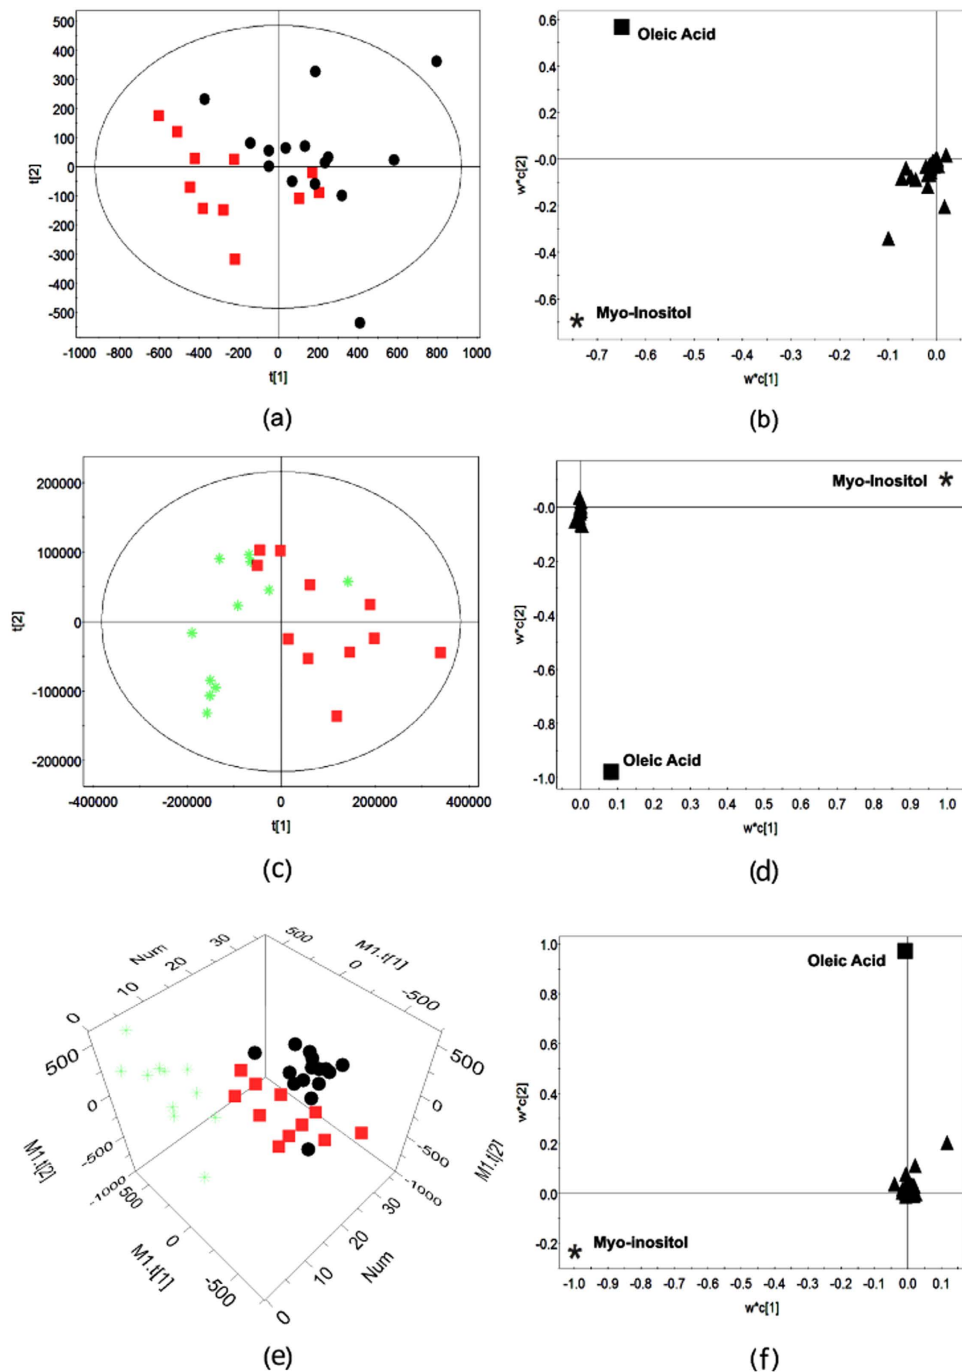 500
400
300
200
100
0
-100
-200
-300
-400
-500
t[2]
-1000 -800 -600 -400 -200 0 200 400 600 800 1000
t[1]
(a)
0.6
0.4
0.2
-0.0
-0.2
-0.4
-0.6
w*c[2]
Oleic Acid
Myo-Inositol
-0.7 -0.6 -0.5 -0.4 -0.3 -0.2 -0.1 0.0
w*c[1]
(b)
200000
100000
0
-100000
-200000
t[2]
-400000 -200000 0 200000 400000
t[1]
(c)
Myo-Inositol
-0.0
-0.2
-0.4
-0.6
-0.8
-1.0
w*c[2]
Oleic Acid
0.0 0.1 0.2 0.3 0.4 0.5 0.6 0.7 0.8 0.9 1.0
w*c[1]
(d)
Num
0 10 20 30
M1.t[1]
500 0 -500
M1.t[2]
500 0 -500 -1000
M1.t[2]
500 0 -500 -1000
M1.t[1]
500 0 -500
Num
0 10 20 30
(e)
1.0
0.8
0.6
0.4
0.2
0.0
-0.2
w*c[2]
Oleic Acid
Myo-inositol
-1.0 -0.9 -0.8 -0.7 -0.6 -0.5 -0.4 -0.3 -0.2 -0.1 0.0 0.1
w*c[1]
(f)